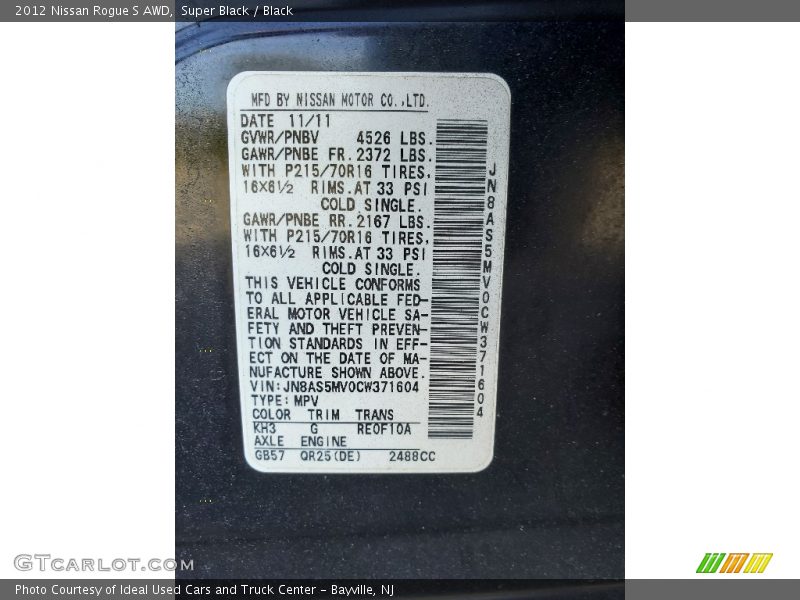 2012 Nissan Rogue S AWD, Super Black / Black
MFD BY NISSAN MOTOR CO.,LTD.
DATE 11/11
GVWR/PNBV 4526 LBS.
GAWR/PNBE FR.2372 LBS.
WITH P215/70R16 TIRES,
16X6½ RIMS.AT 33 PSI
COLD SINGLE.
GAWR/PNBE RR.2167 LBS.
WITH P215/70R16 TIRES,
16X6½ RIMS.AT 33 PSI
COLD SINGLE.
THIS VEHICLE CONFORMS
TO ALL APPLICABLE FED-
ERAL MOTOR VEHICLE SA-
FETY AND THEFT PREVEN-
TION STANDARDS IN EFF-
ECT ON THE DATE OF MA-
NUFACTURE SHOWN ABOVE.
VIN:JN8AS5MV0CW371604
TYPE:MPV
COLOR TRIM TRANS
KH3 G RE0F10A
AXLE ENGINE
GB57 QR25(DE) 2488CC
JN8AS5MV0CW371604
GTcarlot.com
Photo Courtesy of Ideal Used Cars and Truck Center - Bayville, NJ